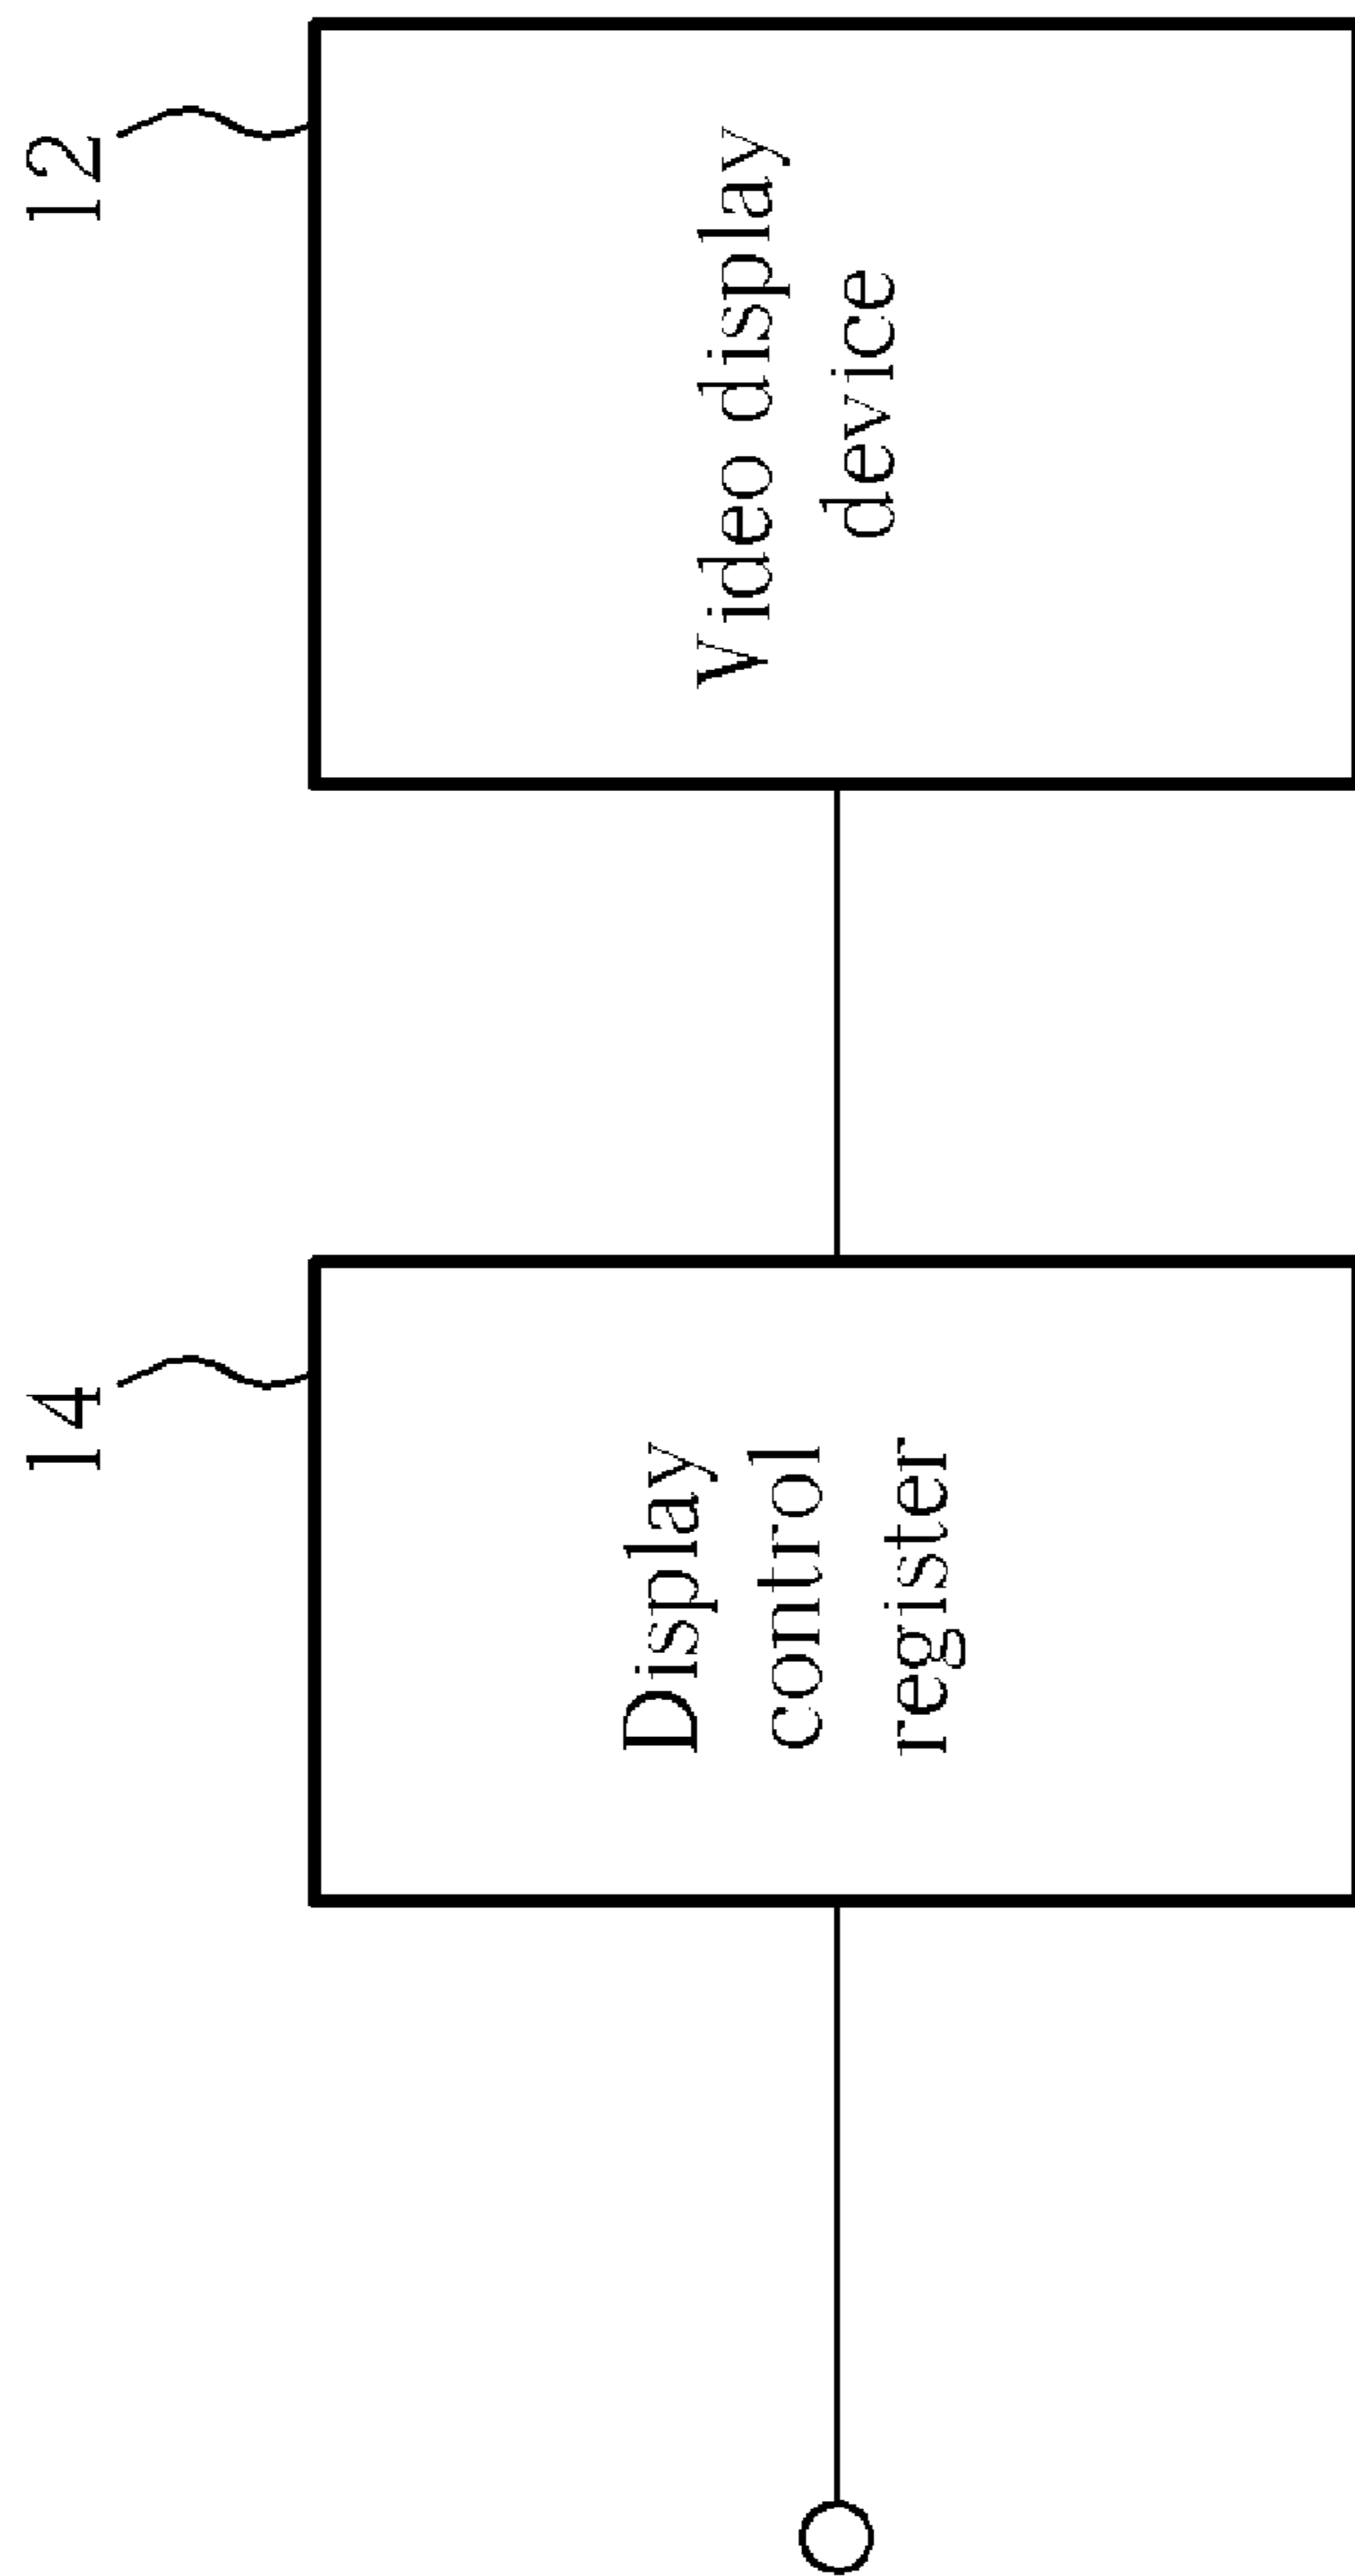 14
12
Display
control
register
Video display
device